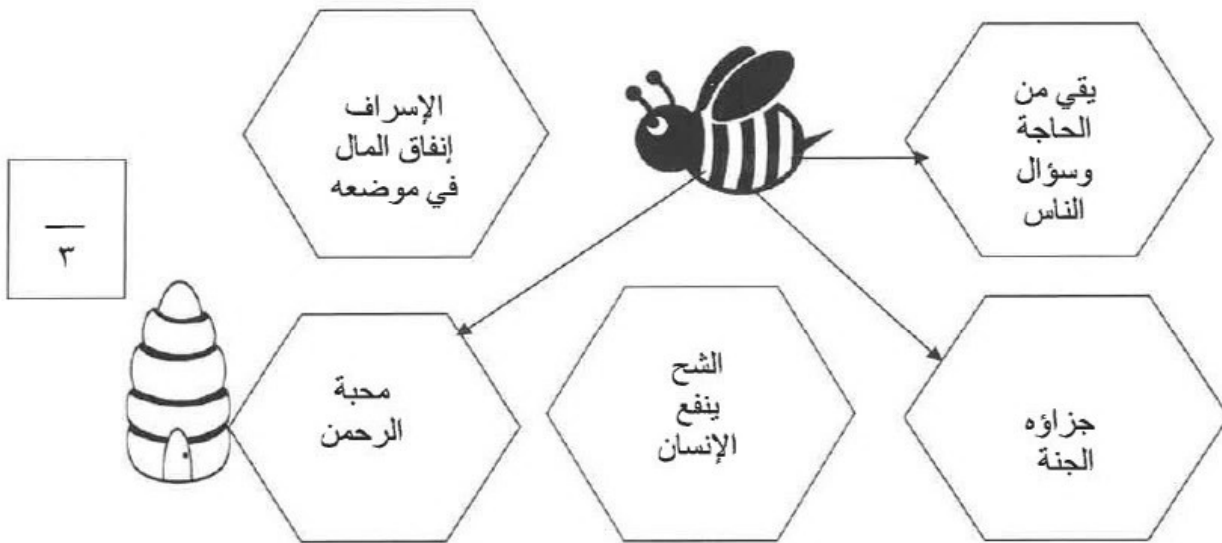 يقي من
الحاجة
وسؤال
الناس
الإسراف
إنفاق المال
في موضعه
٣
جزاؤه
الجنة
الشح
ينفع
الإنسان
محبة
الرحمن